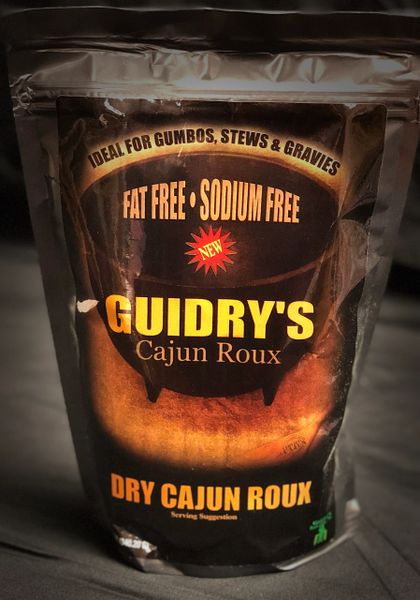 IDEAL FOR GUMBOS, STEWS & GRAVIES
FAT FREE • SODIUM FREE
NEW
GUIDRY'S
Cajun Roux
DRY CAJUN ROUX
Serving Suggestion